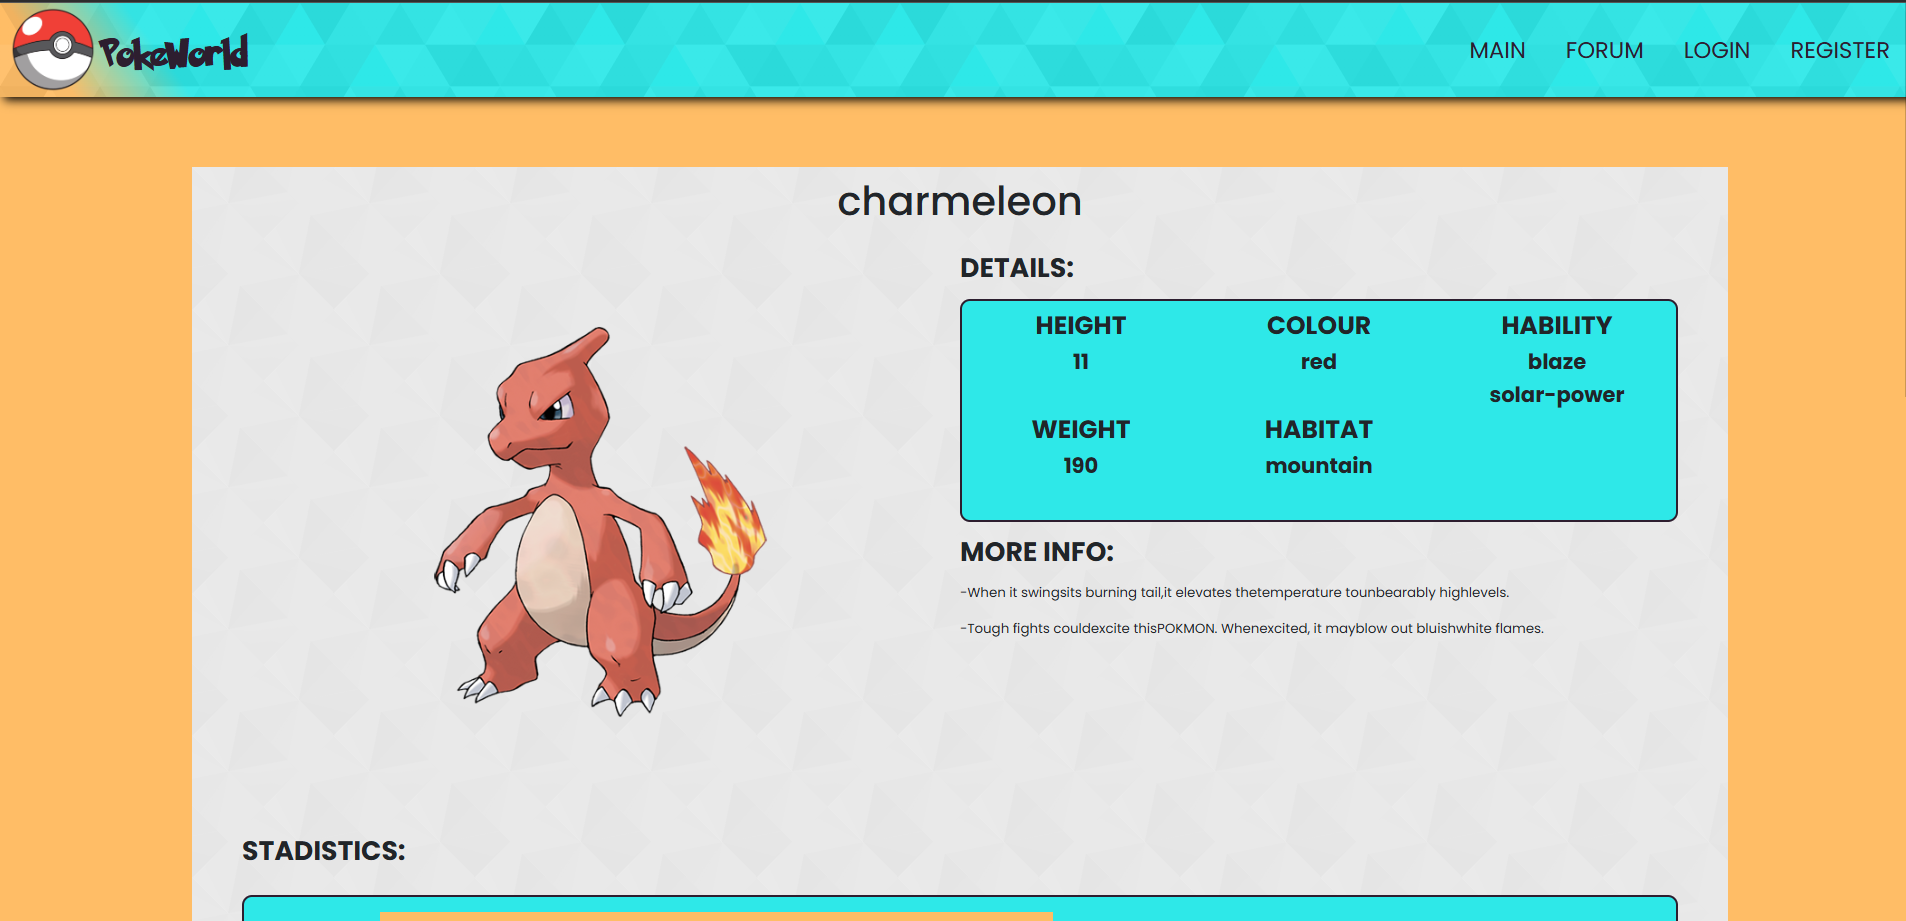 PokeWorld
MAIN FORUM LOGIN REGISTER
charmeleon
DETAILS:
HEIGHT COLOUR HABILITY
11 red blaze
solar-power
WEIGHT HABITAT
190 mountain
MORE INFO:
-When it swingsits burning tail,it elevates thetemperature tounbearably highlevels.
-Tough fights couldexcite thisPOKMON. Whenexcited, it mayblow out bluishwhite flames.
STADISTICS: